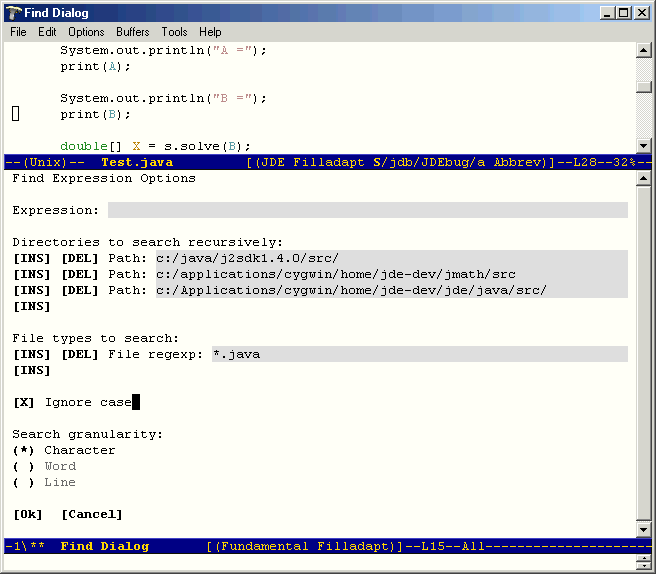 Find Dialog
File Edit Options Buffers Tools Help
System.out.println("A =");
print(A);
System.out.println("B =");
print(B);
double[] X = s.solve(B);
--(Unix)-- Test.java [(JDE Filladapt S/jdb/JDEbug/a Abbrev)]--L28--32%--
Find Expression Options
Expression:
Directories to search recursively:
[INS] [DEL] Path: c:/java/j2sdk1.4.0/src/
[INS] [DEL] Path: c:/applications/cygwin/home/jde-dev/jmath/src
[INS] [DEL] Path: c:/Applications/cygwin/home/jde-dev/jde/java/src/
[INS]
File types to search:
[INS] [DEL] File regexp: *.java
[INS]
[X] Ignore case
Search granularity:
(*) Character
( ) Word
( ) Line
[Ok] [Cancel]
-1\** Find Dialog [(Fundamental Filladapt)]--L15--All---------------------